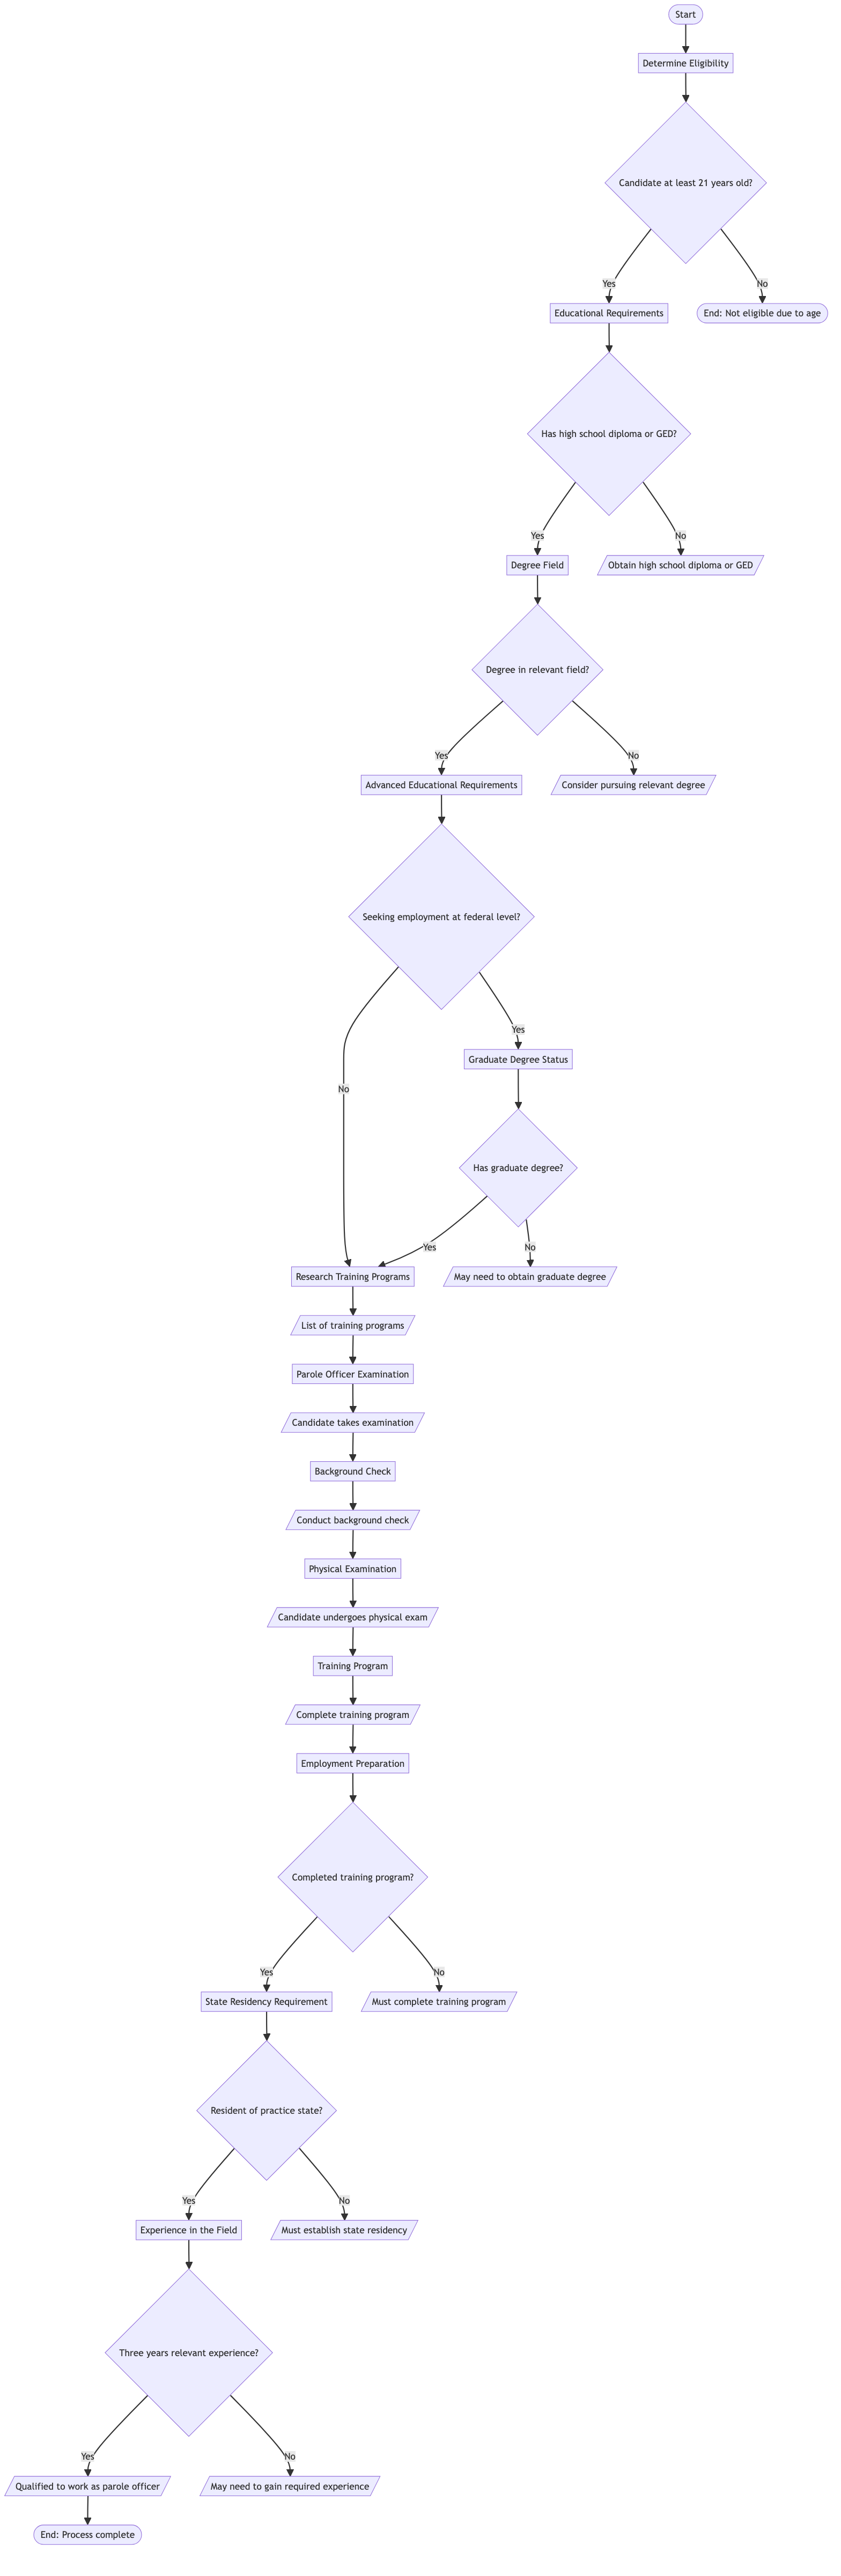 Start
Determine Eligibility
Candidate at least 21 years old?
Yes
No
Educational Requirements
End: Not eligible due to age
Has high school diploma or GED?
Yes
No
Degree Field
Obtain high school diploma or GED
Degree in relevant field?
Yes
No
Advanced Educational Requirements
Consider pursuing relevant degree
Seeking employment at federal level?
Yes
Graduate Degree Status
No
Has graduate degree?
Yes
No
Research Training Programs
May need to obtain graduate degree
List of training programs
Parole Officer Examination
Candidate takes examination
Background Check
Conduct background check
Physical Examination
Candidate undergoes physical exam
Training Program
Complete training program
Employment Preparation
Completed training program?
Yes
No
State Residency Requirement
Must complete training program
Resident of practice state?
Yes
No
Experience in the Field
Must establish state residency
Three years relevant experience?
Yes
No
Qualified to work as parole officer
May need to gain required experience
End: Process complete